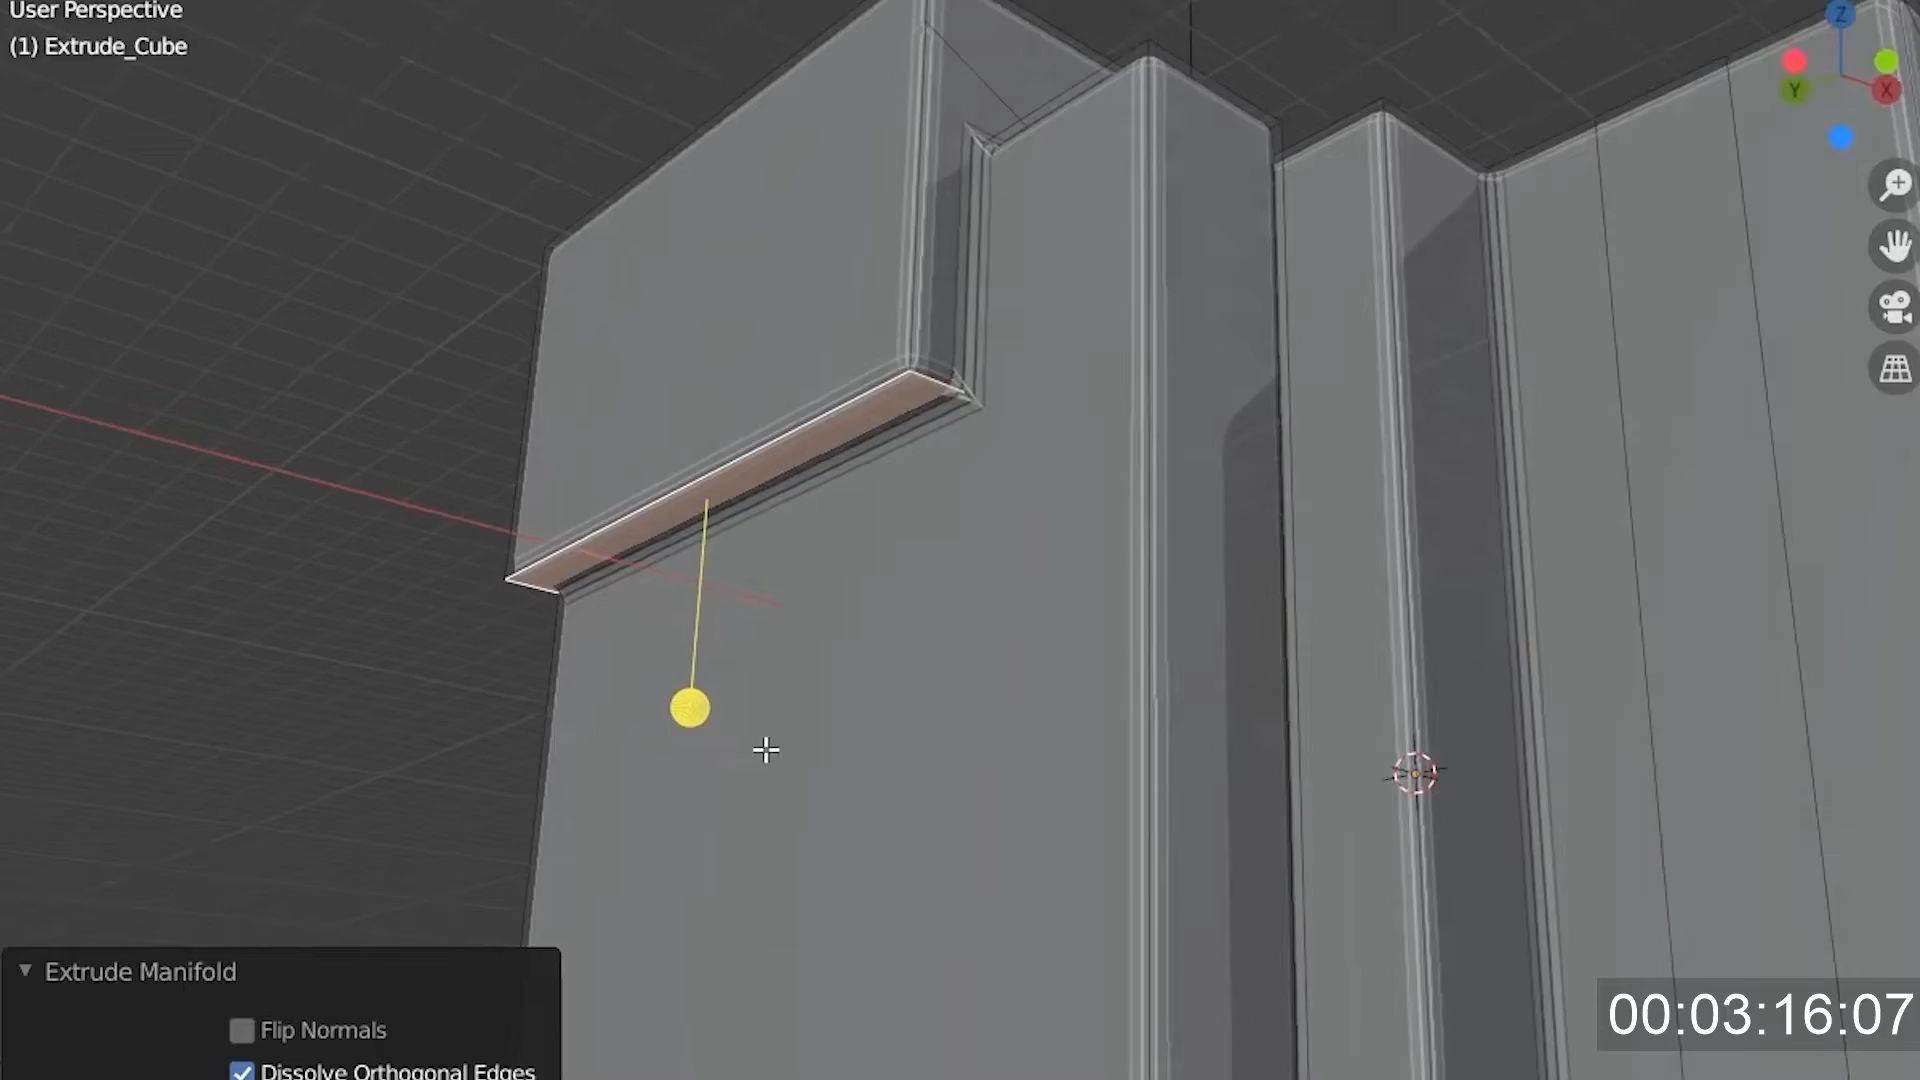 User Perspective
(1) Extrude_Cube
Z
Y
X
Extrude Manifold
Flip Normals
Dissolve Orthogonal Edges
00:03:16:07